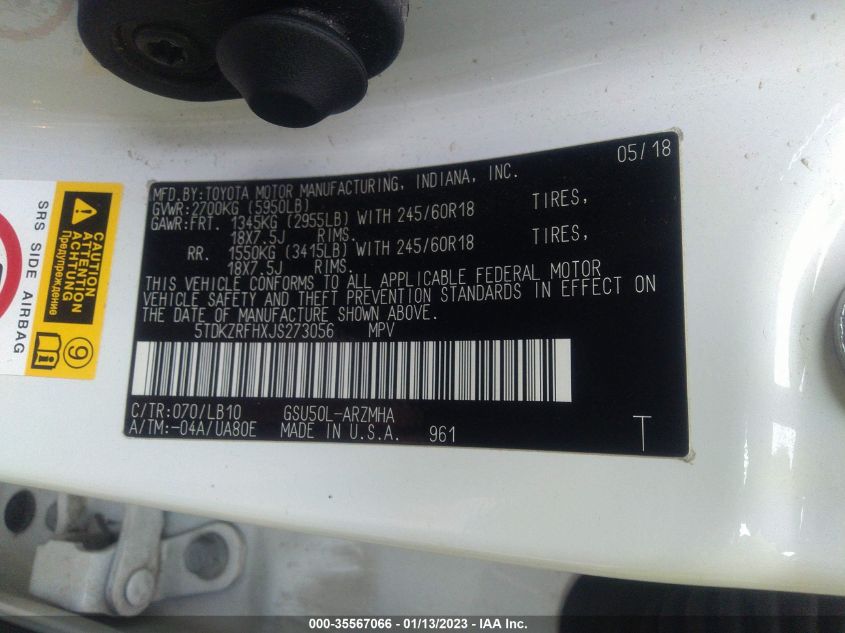 05/18
MFD.BY:TOYOTA MOTOR MANUFACTURING, INDIANA, INC.
GVWR:2700KG (5950LB)
GAWR:FRT. 1345KG (2955LB) WITH 245/60R18 TIRES,
18X7.5J RIMS.
RR. 1550KG (3415LB) WITH 245/60R18 TIRES,
18X7.5J RIMS.
THIS VEHICLE CONFORMS TO ALL APPLICABLE FEDERAL MOTOR
VEHICLE SAFETY AND THEFT PREVENTION STANDARDS IN EFFECT ON
THE DATE OF MANUFACTURE SHOWN ABOVE.
5TDKZRFHXJS273056 MPV
C/TR:070/LB10 GSU50L-ARZMHA
A/TM:-04A/UA80E MADE IN U.S.A. 961
T
SRS SIDE AIRBAG
CAUTION
ATTENTION
ACHTUNG
Предупреждение
9
000-35567066 - 01/13/2023 - IAA Inc.